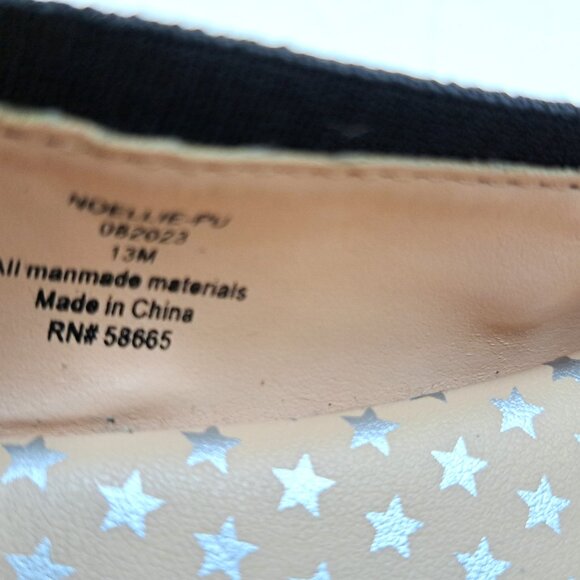 NOELLIE-PU
082023
13M
All manmade materials
Made in China
RN# 58665